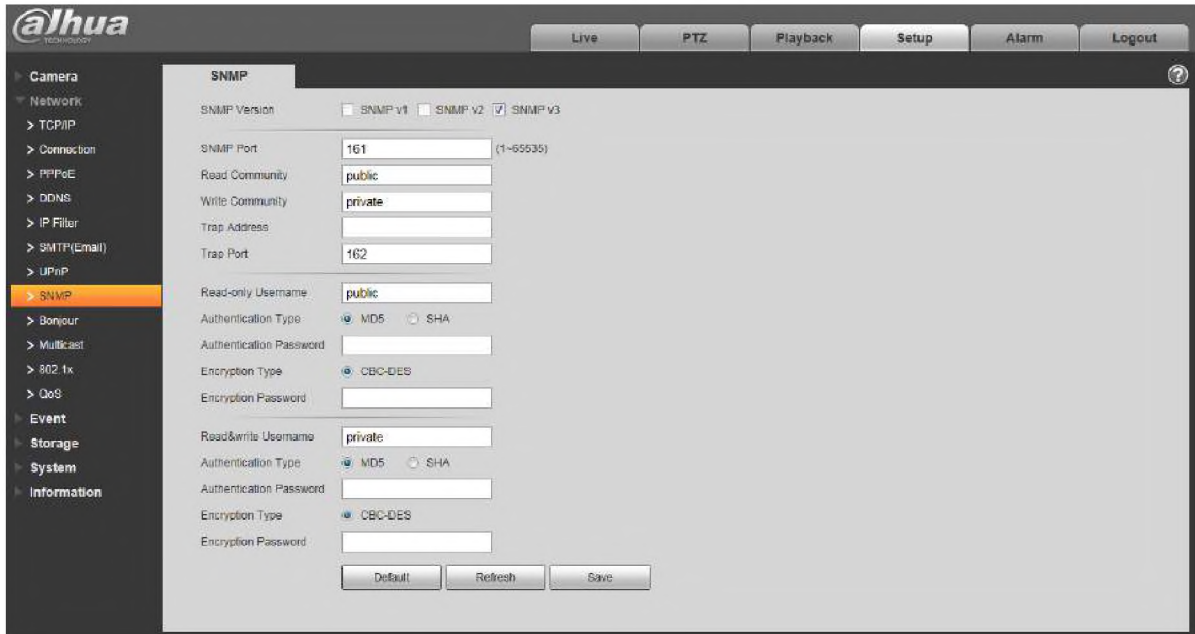 alhua
TECHNOLOGY
Live PTZ Playback Setup Alarm Logout
Camera
Network
> TCP/IP
> Connection
> PPPoE
> DDNS
> IP Filter
> SMTP(Email)
> UPnP
> SNMP
> Bonjour
> Multicast
> 802.1x
> QoS
Event
Storage
System
Information
SNMP
?
SNMP Version SNMP v1 SNMP v2 SNMP v3
SNMP Port 161 (1~65535)
Read Community public
Write Community private
Trap Address
Trap Port 162
Read-only Username public
Authentication Type MD5 SHA
Authentication Password
Encryption Type CBC-DES
Encryption Password
Read&write Username private
Authentication Type MD5 SHA
Authentication Password
Encryption Type CBC-DES
Encryption Password
Default Refresh Save